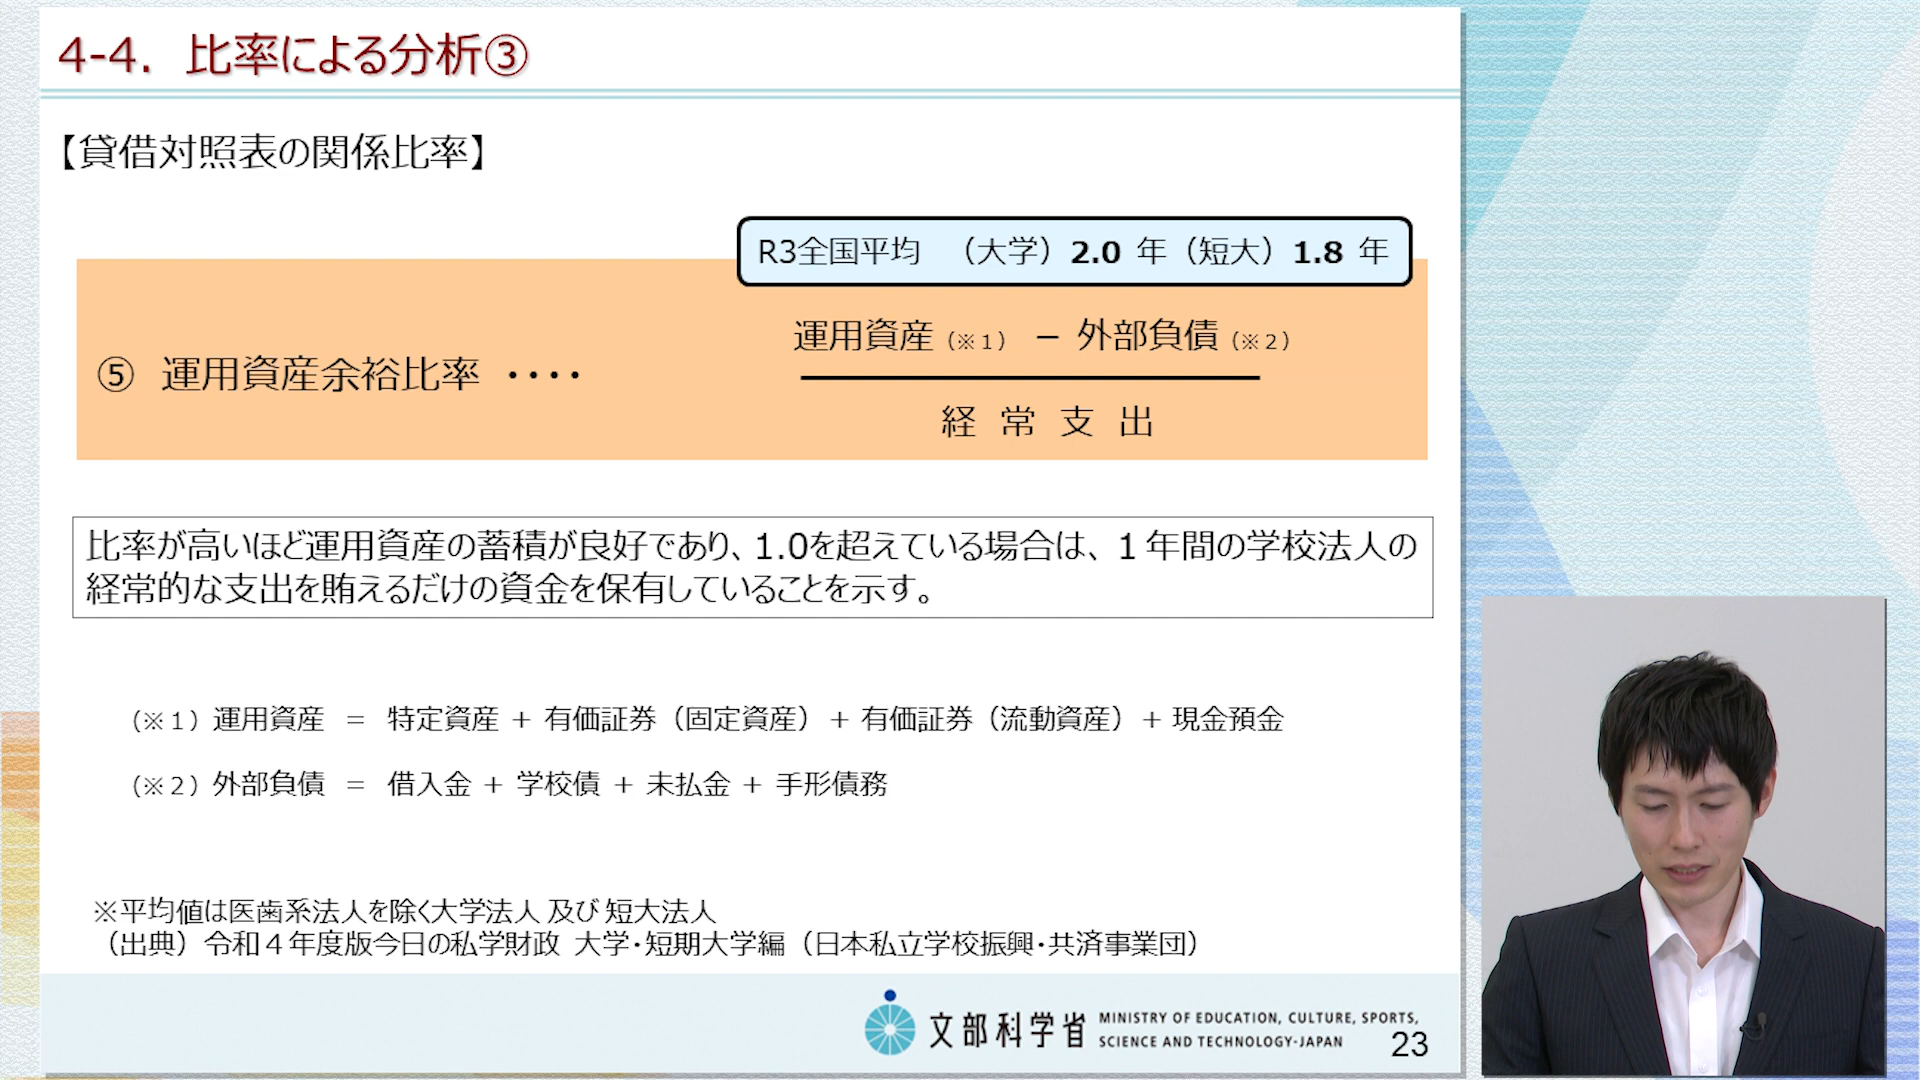 4-4. 比率による分析③
【貸借対照表の関係比率】
R3全国平均 （大学）2.0 年（短大）1.8 年
⑤ 運用資産余裕比率 ････
運用資産（※１） － 外部負債（※２）
経 常 支 出
比率が高いほど運用資産の蓄積が良好であり、1.0を超えている場合は、１年間の学校法人の
経常的な支出を賄えるだけの資金を保有していることを示す。
（※１）運用資産 ＝ 特定資産 ＋ 有価証券（固定資産）＋ 有価証券（流動資産）＋ 現金預金
（※２）外部負債 ＝ 借入金 ＋ 学校債 ＋ 未払金 ＋ 手形債務
※平均値は医歯系法人を除く大学法人 及び 短大法人
（出典）令和４年度版今日の私学財政 大学・短期大学編（日本私立学校振興・共済事業団）
文部科学省
MINISTRY OF EDUCATION, CULTURE, SPORTS,
SCIENCE AND TECHNOLOGY-JAPAN
23